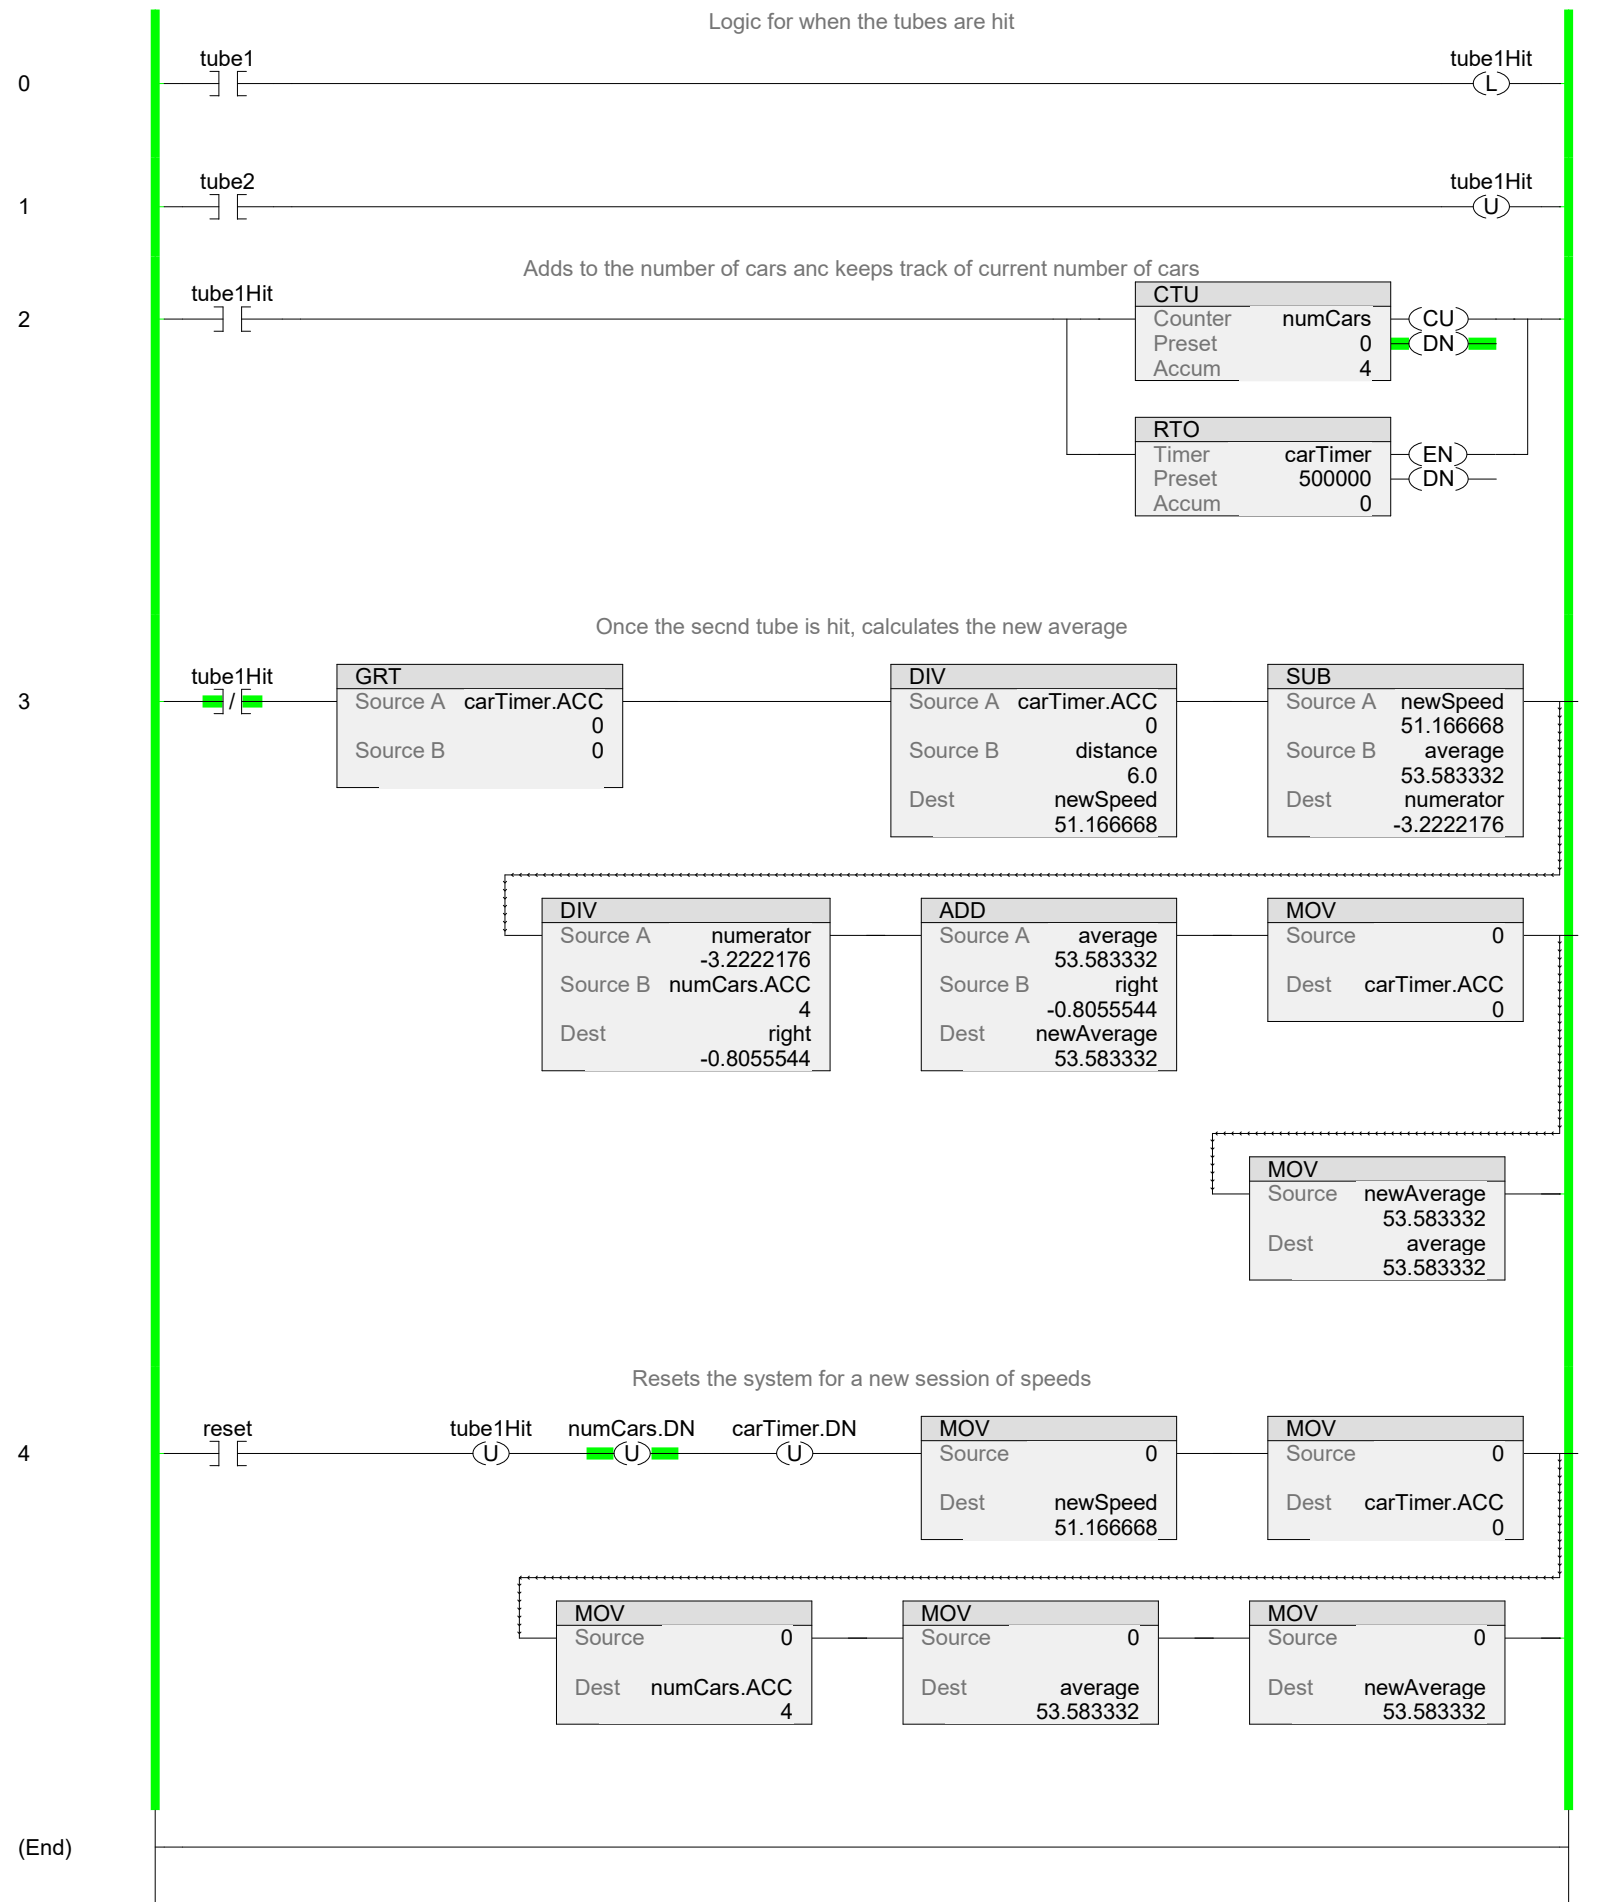 Logic for when the tubes are hit
tube1 tube1Hit
0 L
tube2 tube1Hit
1 U
Adds to the number of cars anc keeps track of current number of cars
tube1Hit CTU
2 Counter numCars CU
Preset 0 DN
Accum 4
RTO
Timer carTimer EN
Preset 500000 DN
Accum 0
Once the secnd tube is hit, calculates the new average
tube1Hit GRT DIV SUB
3 / Source A carTimer.ACC Source A carTimer.ACC Source A newSpeed
0 0 51.166668
Source B 0 Source B distance Source B average
6.0 53.583332
Dest newSpeed Dest numerator
51.166668 -3.2222176
DIV ADD MOV
Source A numerator Source A average Source 0
-3.2222176 53.583332
Source B numCars.ACC Source B right Dest carTimer.ACC
4 -0.8055544 0
Dest right Dest newAverage
-0.8055544 53.583332
MOV
Source newAverage
53.583332
Dest average
53.583332
Resets the system for a new session of speeds
reset tube1Hit numCars.DN carTimer.DN MOV MOV
4 U U U Source 0 Source 0
Dest newSpeed Dest carTimer.ACC
51.166668 0
MOV MOV MOV
Source 0 Source 0 Source 0
Dest numCars.ACC Dest average Dest newAverage
4 53.583332 53.583332
(End)